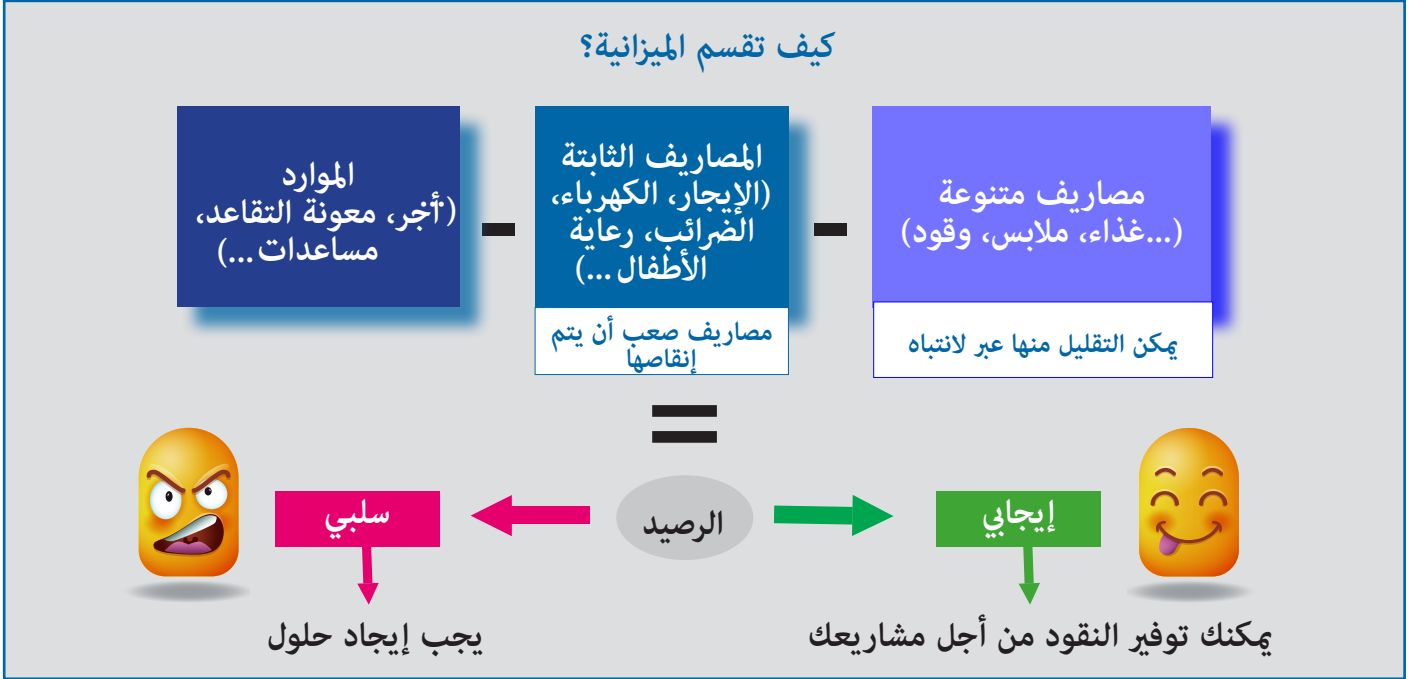 كيف تقسم الميزانية؟
مصاريف متنوعة
(...غذاء، ملابس، وقود)
يمكن التقليل منها عبر لانتباه
-
المصاريف الثابتة
(الإيجار، الكهرباء،
الضرائب، رعاية
الأطفال...)
مصاريف صعب أن يتم
إنقاصها
-
الموارد
(أجر، معونة التقاعد،
مساعدات...)
=
الرصيد
إيجابي
يمكنك توفير النقود من أجل مشاريعك
سلبي
يجب إيجاد حلول